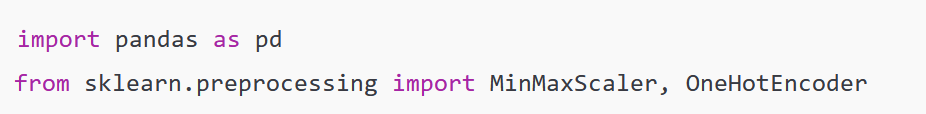 import pandas as pd
from sklearn.preprocessing import MinMaxScaler, OneHotEncoder